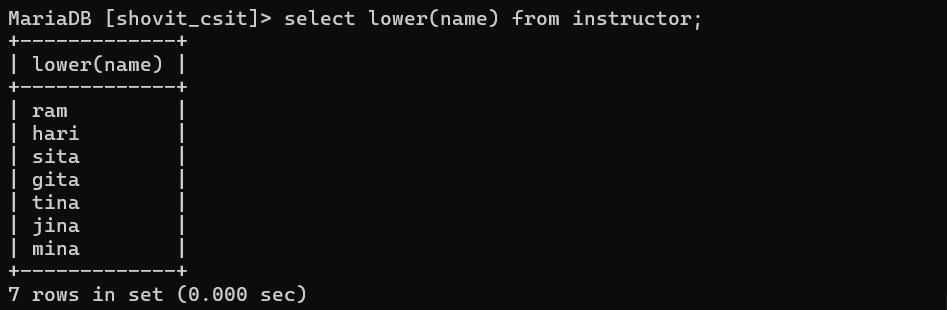 MariaDB [shovit_csit]> select lower(name) from instructor;
+-------------+
| lower(name) |
+-------------+
| ram         |
| hari        |
| sita        |
| gita        |
| tina        |
| jina        |
| mina        |
+-------------+
7 rows in set (0.000 sec)